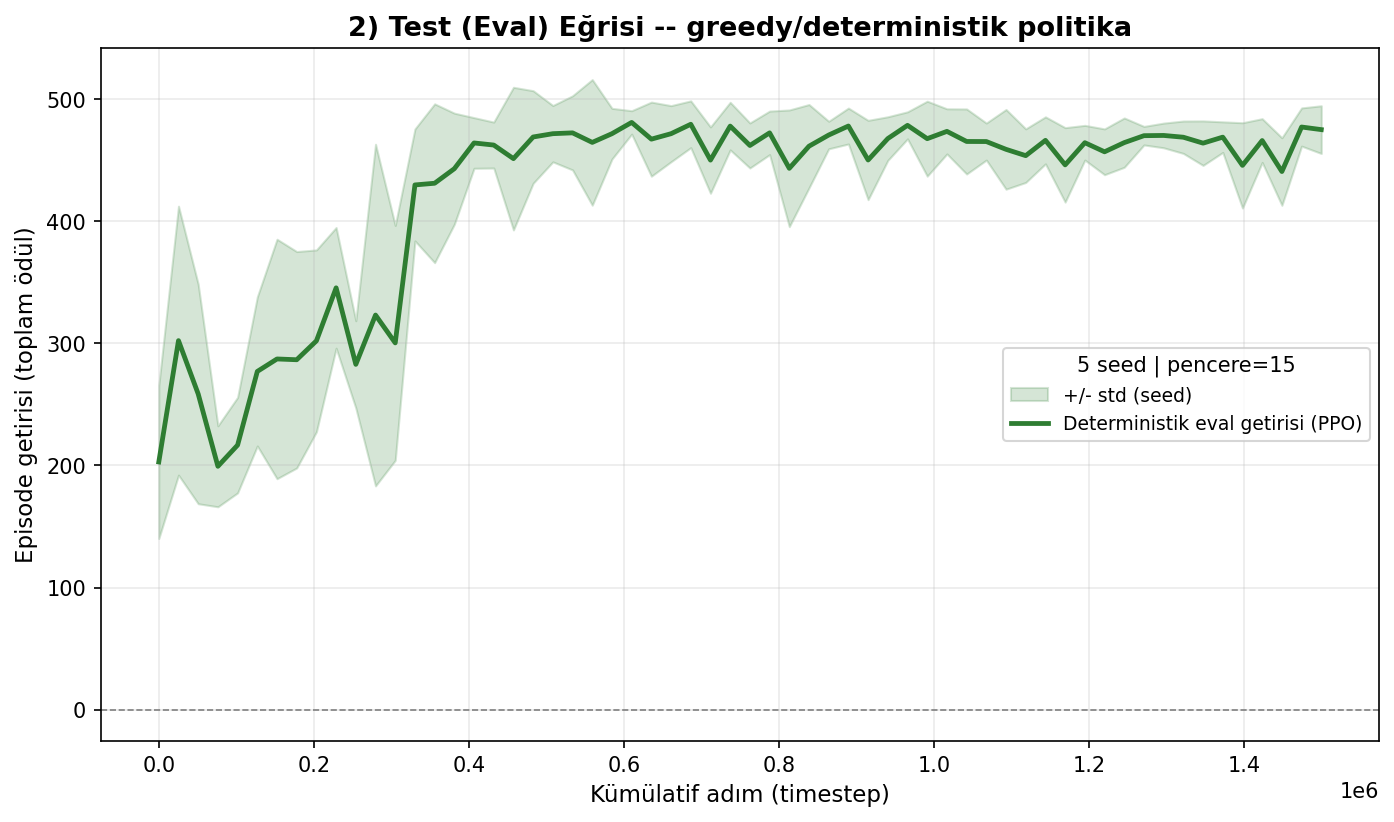 2) Test (Eval) Eğrisi -- greedy/deterministik politika
Episode getirisi (toplam ödül)
500
400
300
200
100
0
5 seed | pencere=15
+/- std (seed)
Deterministik eval getirisi (PPO)
0.0 0.2 0.4 0.6 0.8 1.0 1.2 1.4
1e6
Kümülatif adım (timestep)